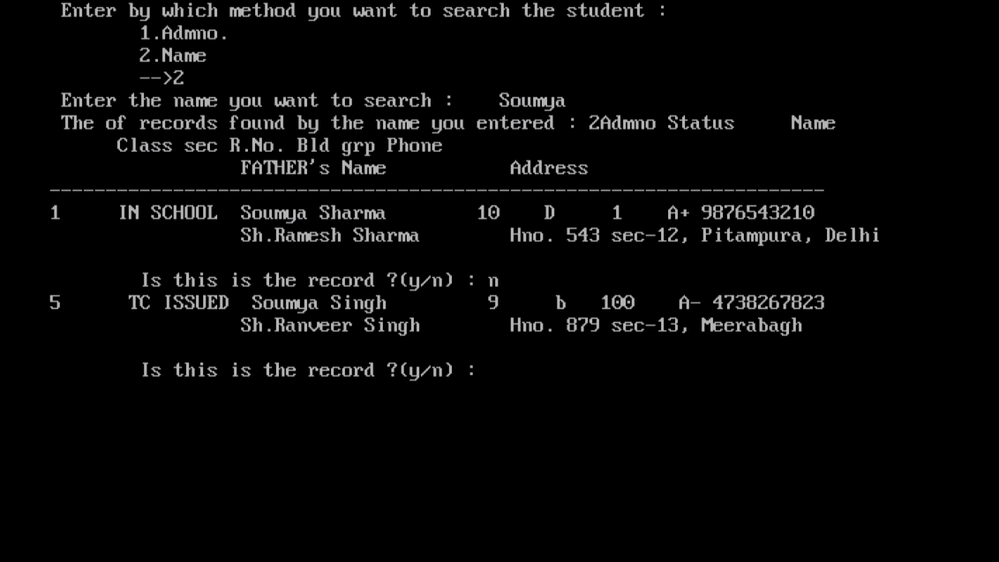 Enter by which method you want to search the student :
1.Admno.
2.Name
-->2
Enter the name you want to search : Soumya
The of records found by the name you entered : 2Admno Status Name
Class sec R.No. Bld grp Phone
FATHER's Name Address
---------------------------------------------------------------------
1 IN SCHOOL Soumya Sharma 10 D 1 A+ 9876543210
Sh.Ramesh Sharma Hno. 543 sec-12, Pitampura, Delhi
Is this is the record ?(y/n) : n
5 TC ISSUED Soumya Singh 9 b 100 A- 4738267823
Sh.Ranveer Singh Hno. 879 sec-13, Meerabagh
Is this is the record ?(y/n) :